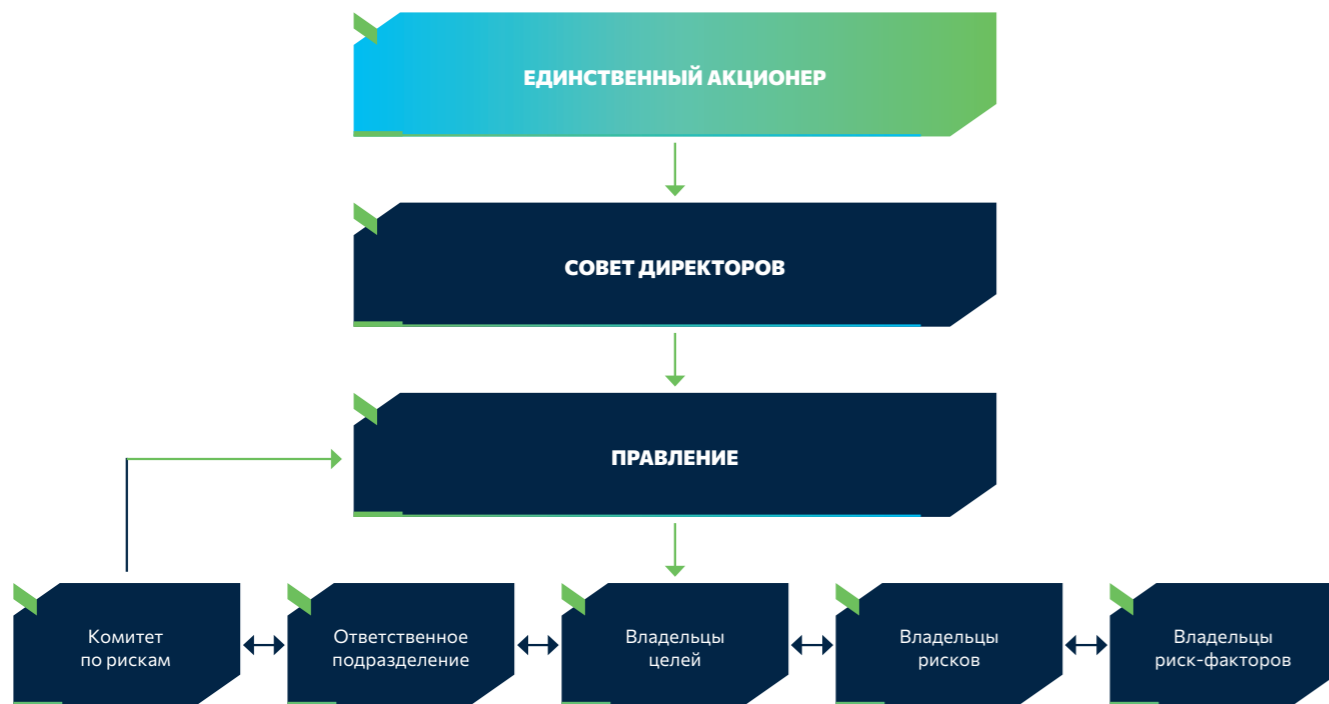 ЕДИНСТВЕННЫЙ АКЦИОНЕР
СОВЕТ ДИРЕКТОРОВ
ПРАВЛЕНИЕ
Комитет
по рискам
Ответственное
подразделение
Владельцы
целей
Владельцы
рисков
Владельцы
риск-факторов